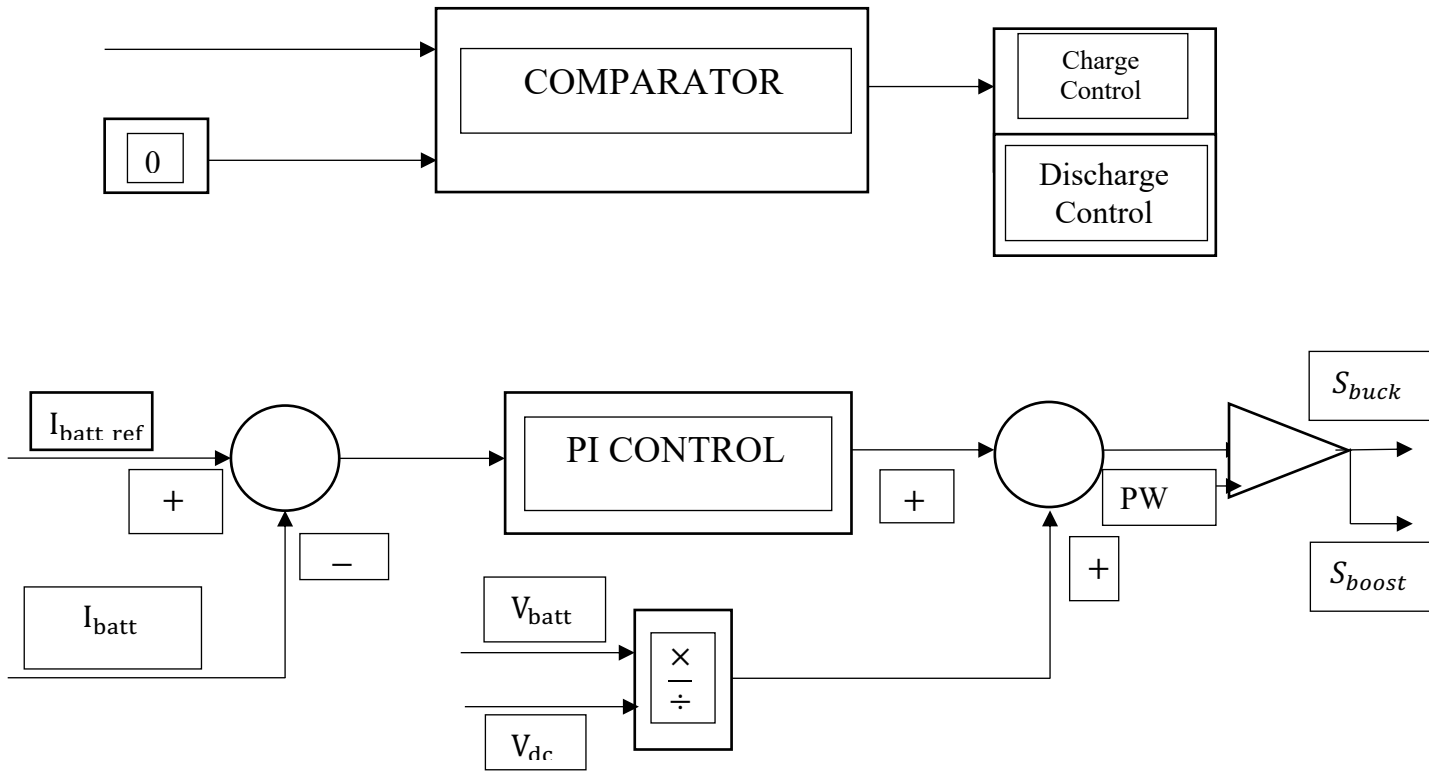 COMPARATOR
Charge
Control
0
Discharge
Control
S_buck
I_batt ref
PI CONTROL
+
+
PW
−
+
S_boost
I_batt
V_batt
×
÷
V_dc